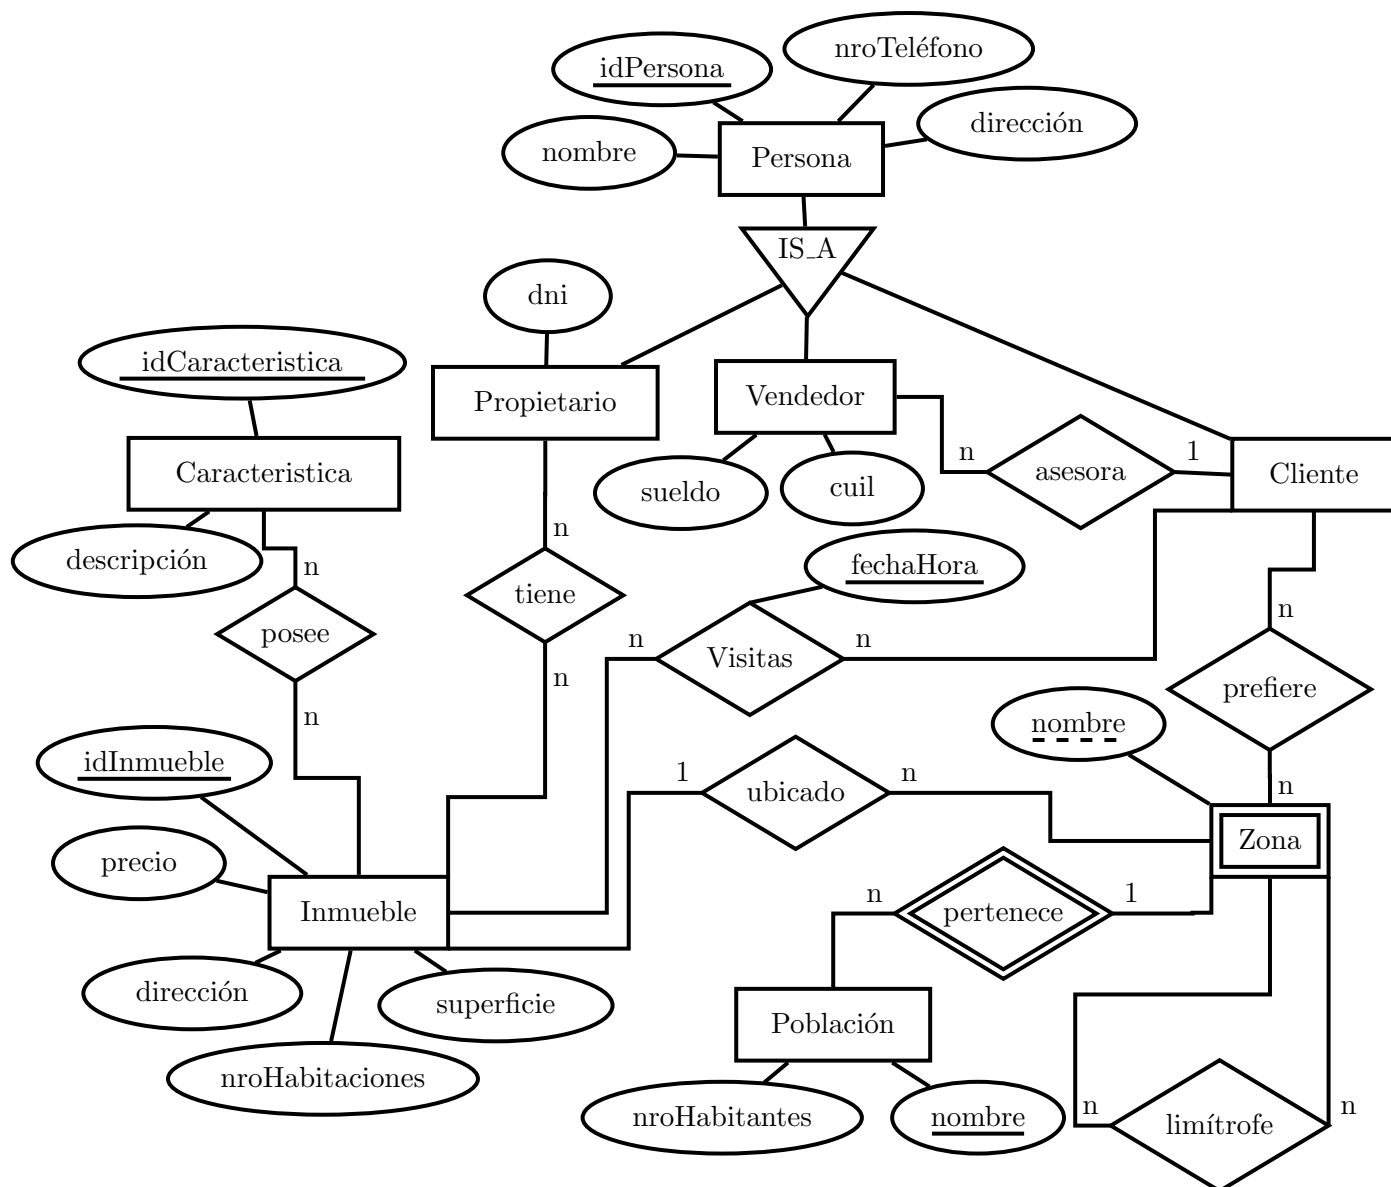 nroTeléfono
idPersona
dirección
nombre
Persona
IS_A
dni
idCaracteristica
Propietario
Vendedor
n
1
asesora
Cliente
Caracteristica
sueldo
cuil
descripción
n
n
fechaHora
tiene
n
posee
n
Visitas
n
n
prefiere
n
nombre
idInmueble
1
ubicado
n
n
Zona
precio
n
pertenece
1
Inmueble
dirección
superficie
Población
nroHabitaciones
nroHabitantes
nombre
n
limítrofe
n